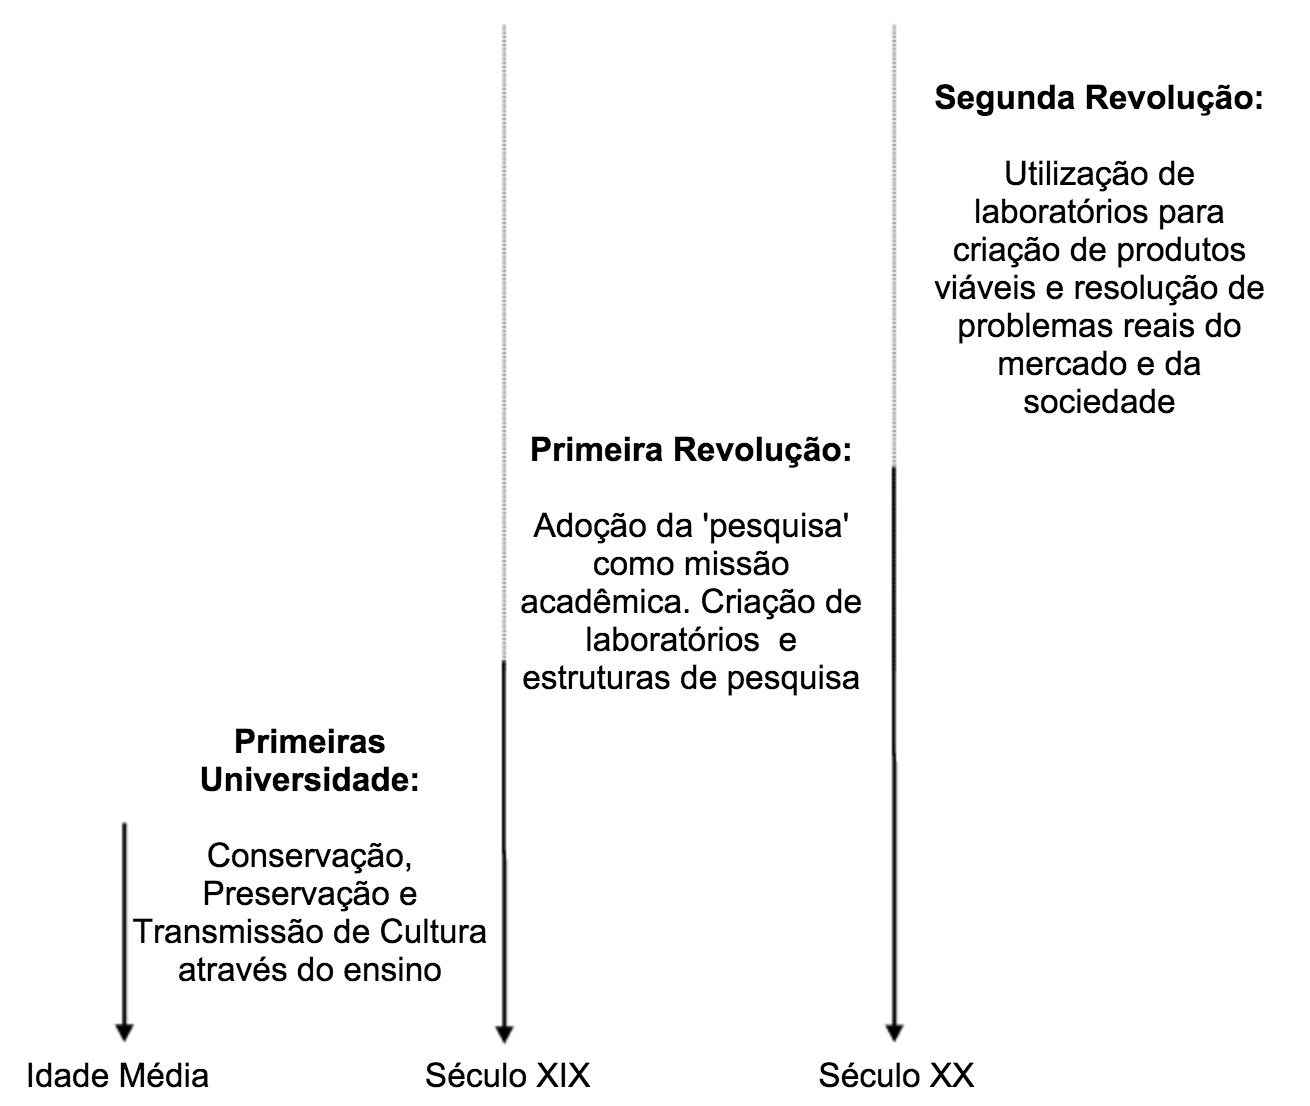 Segunda Revolução:
Utilização de
laboratórios para
criação de produtos
viáveis e resolução de
problemas reais do
mercado e da
sociedade
Primeira Revolução:
Adoção da 'pesquisa'
como missão
acadêmica. Criação de
laboratórios  e
estruturas de pesquisa
Primeiras
Universidade:
Conservação,
Preservação e
Transmissão de Cultura
através do ensino
Idade Média
Século XIX
Século XX